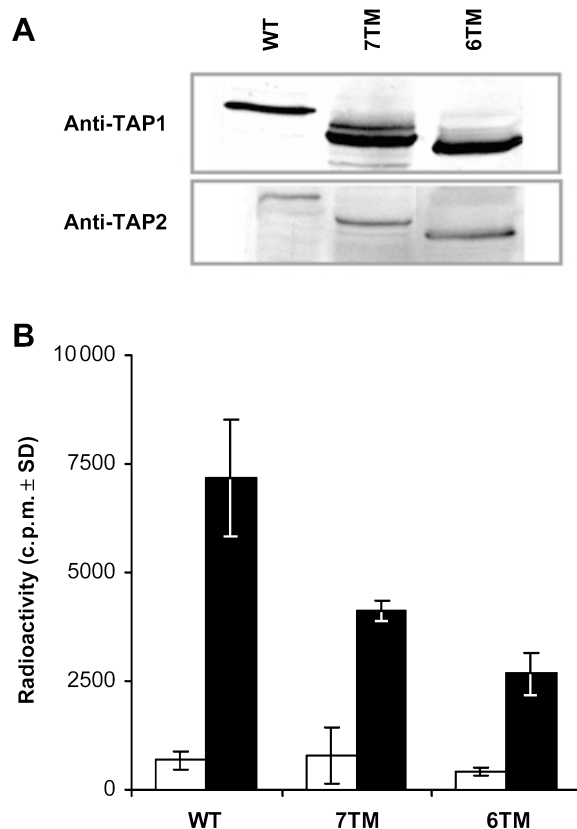 A
WT 7TM 6TM
Anti-TAP1
Anti-TAP2
B
Radioactivity (c.p.m. ± SD)
10 000
7500
5000
2500
0
WT 7TM 6TM